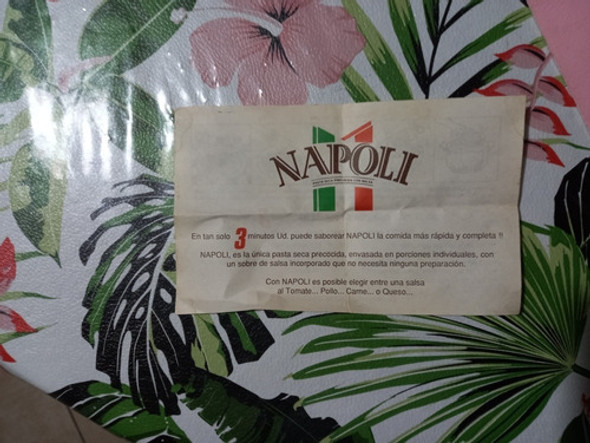 NAPOLI
En tan solo 3 minutos Ud. puede saborear NAPOLI la comida más rápida y completa !!
NAPOLI, es la única pasta seca precocida, envasada en porciones individuales, con
un sobre de salsa incorporado que no necesita ninguna preparación.
Con NAPOLI es posible elegir entre una salsa
al Tomate... Pollo... Carne... o Queso...